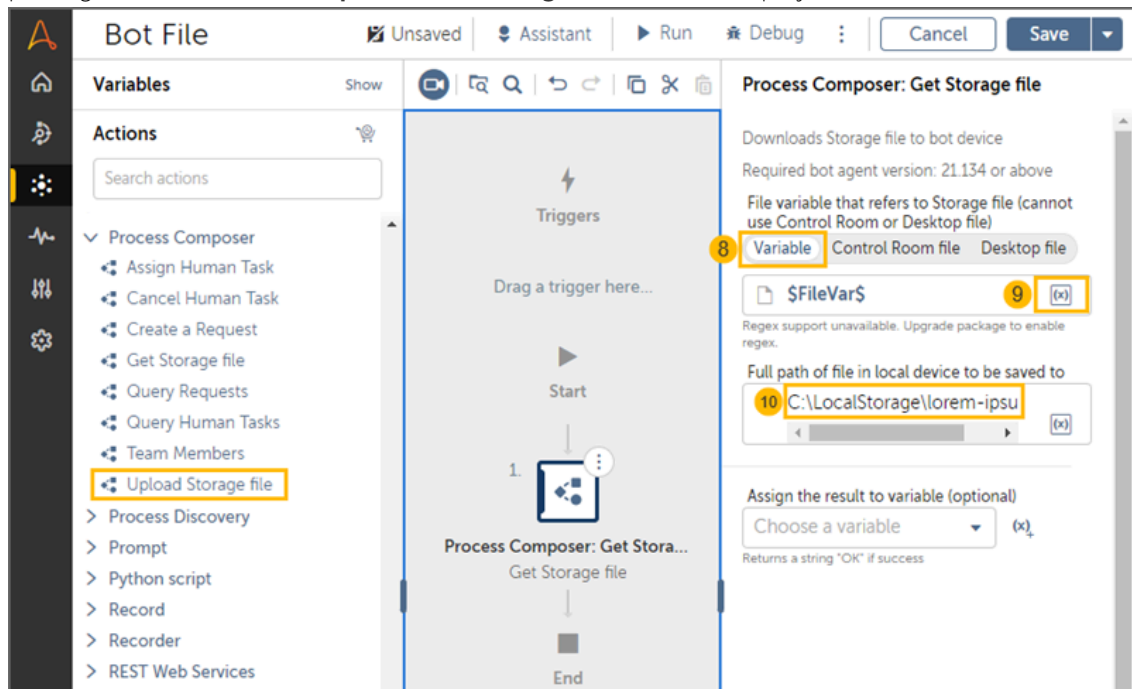 Bot File
Unsaved
Assistant
Run
Debug
Cancel
Save
Variables
Show
Actions
Search actions
Process Composer
Assign Human Task
Cancel Human Task
Create a Request
Get Storage file
Query Requests
Query Human Tasks
Team Members
Upload Storage file
Process Discovery
Prompt
Python script
Record
Recorder
REST Web Services
Triggers
Drag a trigger here...
Start
1.
Process Composer: Get Stora...
Get Storage file
End
Process Composer: Get Storage file
Downloads Storage file to bot device
Required bot agent version: 21.134 or above
File variable that refers to Storage file (cannot
use Control Room or Desktop file)
8 Variable Control Room file Desktop file
$FileVar$ 9 (x)
Regex support unavailable. Upgrade package to enable
regex.
Full path of file in local device to be saved to
10 C:\LocalStorage\lorem-ipsu
(x)
Assign the result to variable (optional)
Choose a variable (x)+
Returns a string "OK" if success